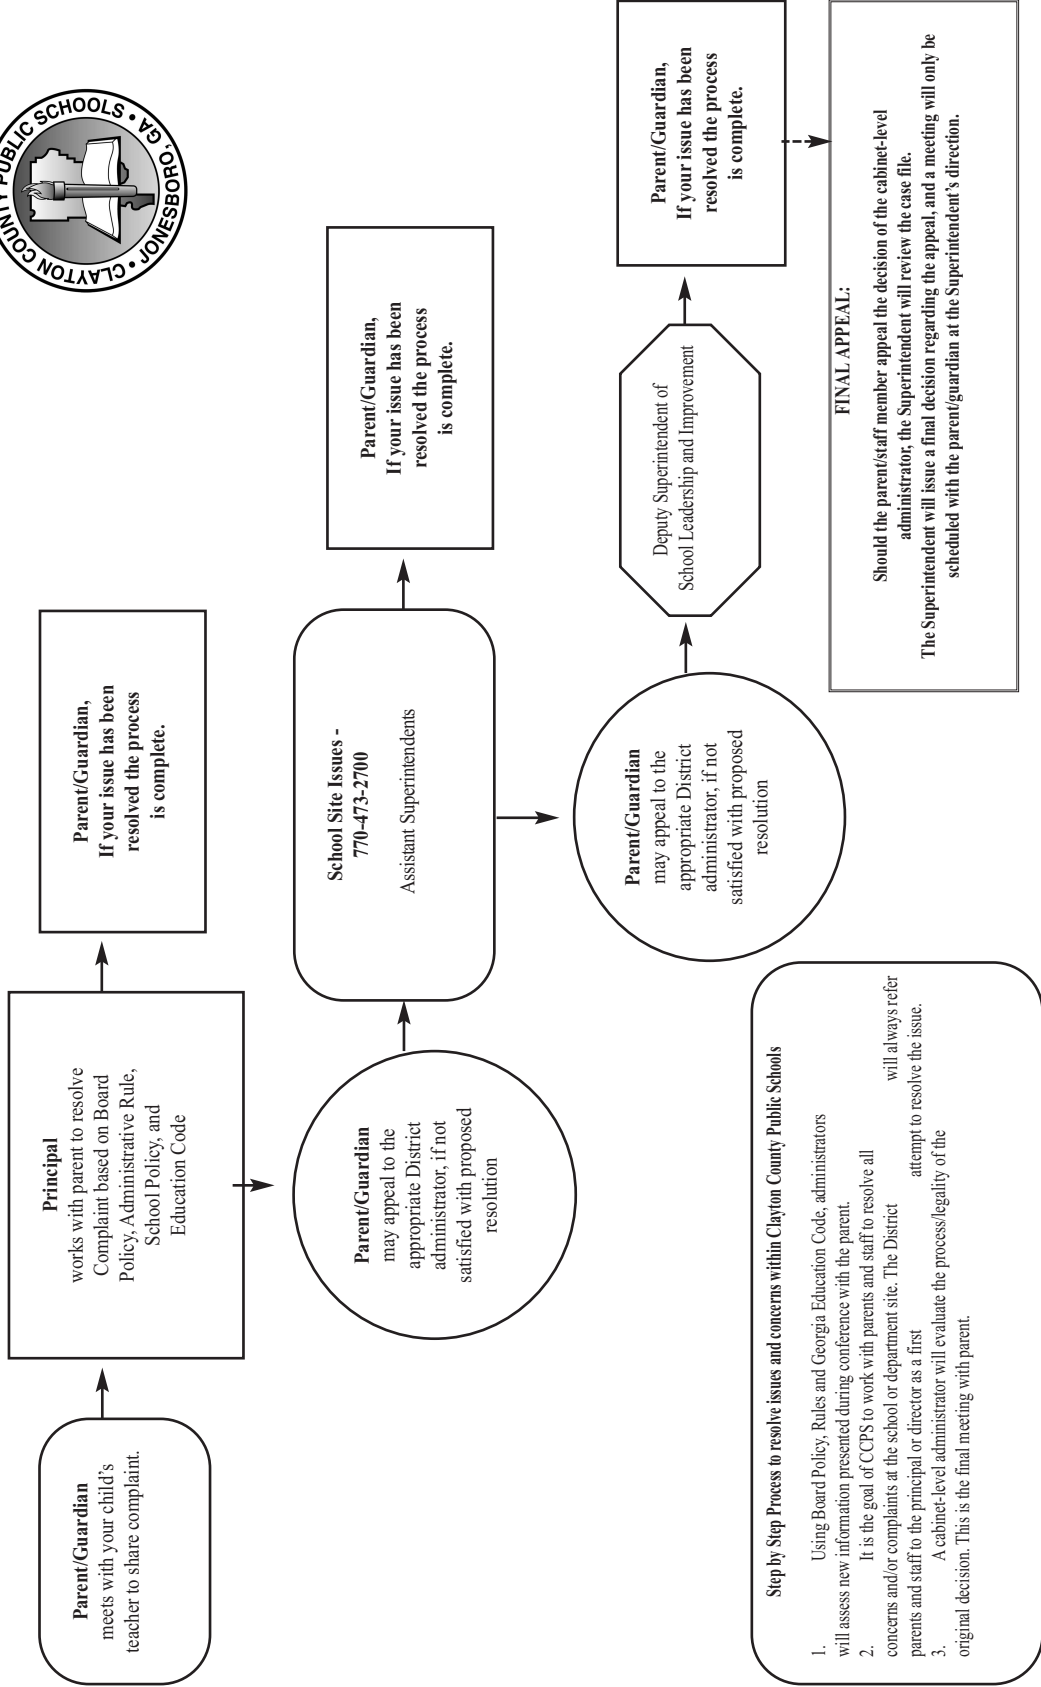 CLAYTON COUNTY PUBLIC SCHOOLS • JONESBORO, GA •
Parent/Guardian
meets with your child’s
teacher to share complaint.
Principal
works with parent to resolve
Complaint based on Board
Policy, Administrative Rule,
School Policy, and
Education Code
Parent/Guardian,
If your issue has been
resolved the process
is complete.
Parent/Guardian
may appeal to the
appropriate District
administrator, if not
satisfied with proposed
resolution
School Site Issues -
770-473-2700
Assistant Superintendents
Parent/Guardian,
If your issue has been
resolved the process
is complete.
Parent/Guardian
may appeal to the
appropriate District
administrator, if not
satisfied with proposed
resolution
Deputy Superintendent of
School Leadership and Improvement
Parent/Guardian,
If your issue has been
resolved the process
is complete.
Step by Step Process to resolve issues and concerns within Clayton County Public Schools
1. Using Board Policy, Rules and Georgia Education Code, administrators
will assess new information presented during conference with the parent.
2. It is the goal of CCPS to work with parents and staff to resolve all
concerns and/or complaints at the school or department site. The District will always refer
parents and staff to the principal or director as a first attempt to resolve the issue.
3. A cabinet-level administrator will evaluate the process/legality of the
original decision. This is the final meeting with parent.
FINAL APPEAL:
Should the parent/staff member appeal the decision of the cabinet-level
administrator, the Superintendent will review the case file.
The Superintendent will issue a final decision regarding the appeal, and a meeting will only be
scheduled with the parent/guardian at the Superintendent’s direction.